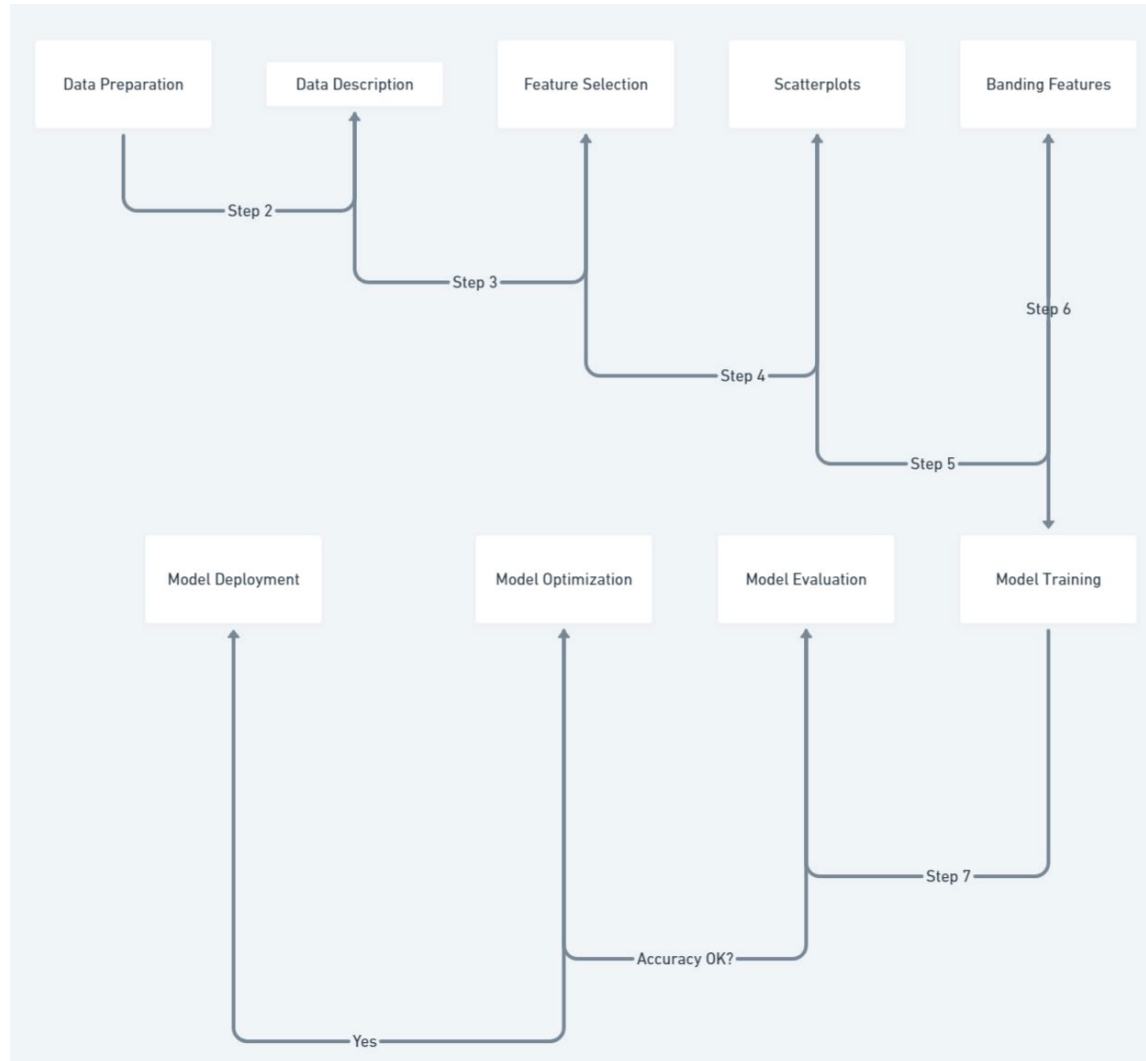 Data Preparation
Data Description
Feature Selection
Scatterplots
Banding Features
Step 2
Step 3
Step 6
Step 4
Step 5
Model Deployment
Model Optimization
Model Evaluation
Model Training
Step 7
Accuracy OK?
Yes